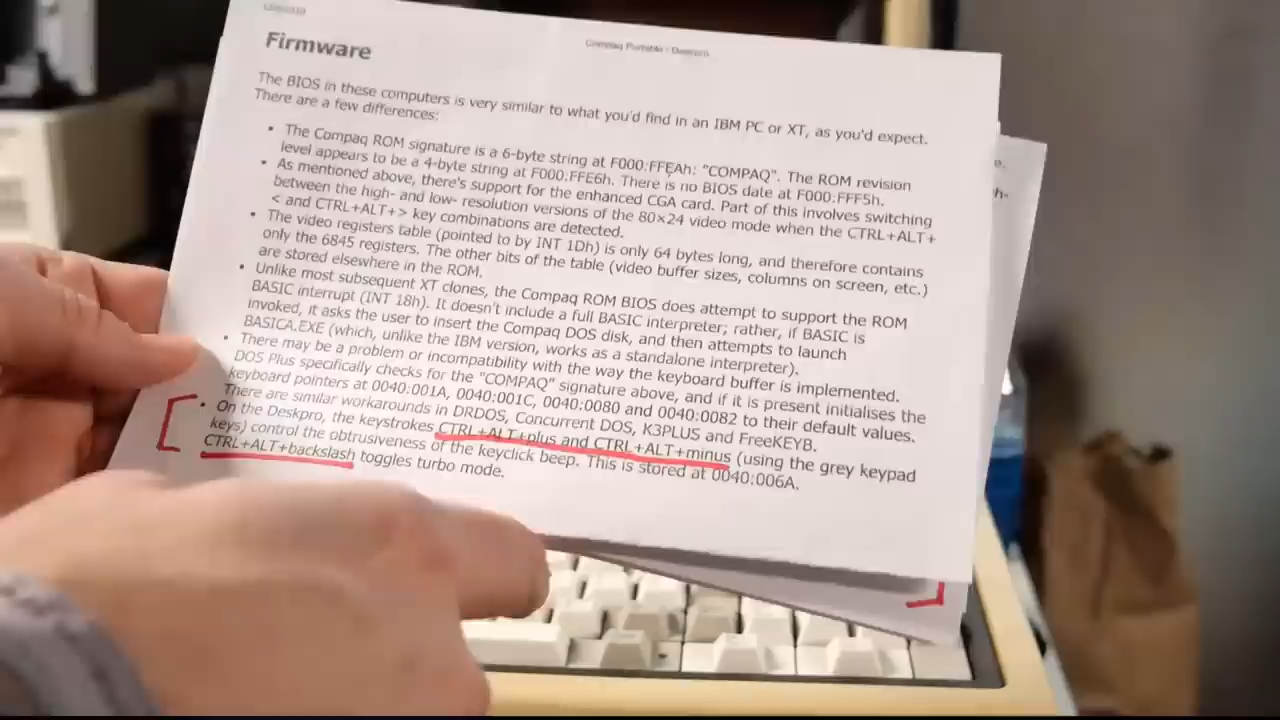 Compaq Portable - Deskpro
Firmware
The BIOS in these computers is very similar to what you'd find in an IBM PC or XT, as you'd expect.
There are a few differences:
• The Compaq ROM signature is a 6-byte string at F000:FFEAh: "COMPAQ". The ROM revision
level appears to be a 4-byte string at F000:FFE6h. There is no BIOS date at F000:FFF5h.
• As mentioned above, there's support for the enhanced CGA card. Part of this involves switching
between the high- and low- resolution versions of the 80×24 video mode when the CTRL+ALT+
< and CTRL+ALT+> key combinations are detected.
• The video registers table (pointed to by INT 1Dh) is only 64 bytes long, and therefore contains
only the 6845 registers. The other bits of the table (video buffer sizes, columns on screen, etc.)
are stored elsewhere in the ROM.
• Unlike most subsequent XT clones, the Compaq ROM BIOS does attempt to support the ROM
BASIC interrupt (INT 18h). It doesn't include a full BASIC interpreter; rather, if BASIC is
invoked, it asks the user to insert the Compaq DOS disk, and then attempts to launch
BASICA.EXE (which, unlike the IBM version, works as a standalone interpreter).
• There may be a problem or incompatibility with the way the keyboard buffer is implemented.
DOS Plus specifically checks for the "COMPAQ" signature above, and if it is present initialises the
keyboard pointers at 0040:001A, 0040:001C, 0040:0080 and 0040:0082 to their default values.
There are similar workarounds in DRDOS, Concurrent DOS, K3PLUS and FreeKEYB.
• On the Deskpro, the keystrokes CTRL+ALT+plus and CTRL+ALT+minus (using the grey keypad
keys) control the obtrusiveness of the keyclick beep. This is stored at 0040:006A.
CTRL+ALT+backslash toggles turbo mode.